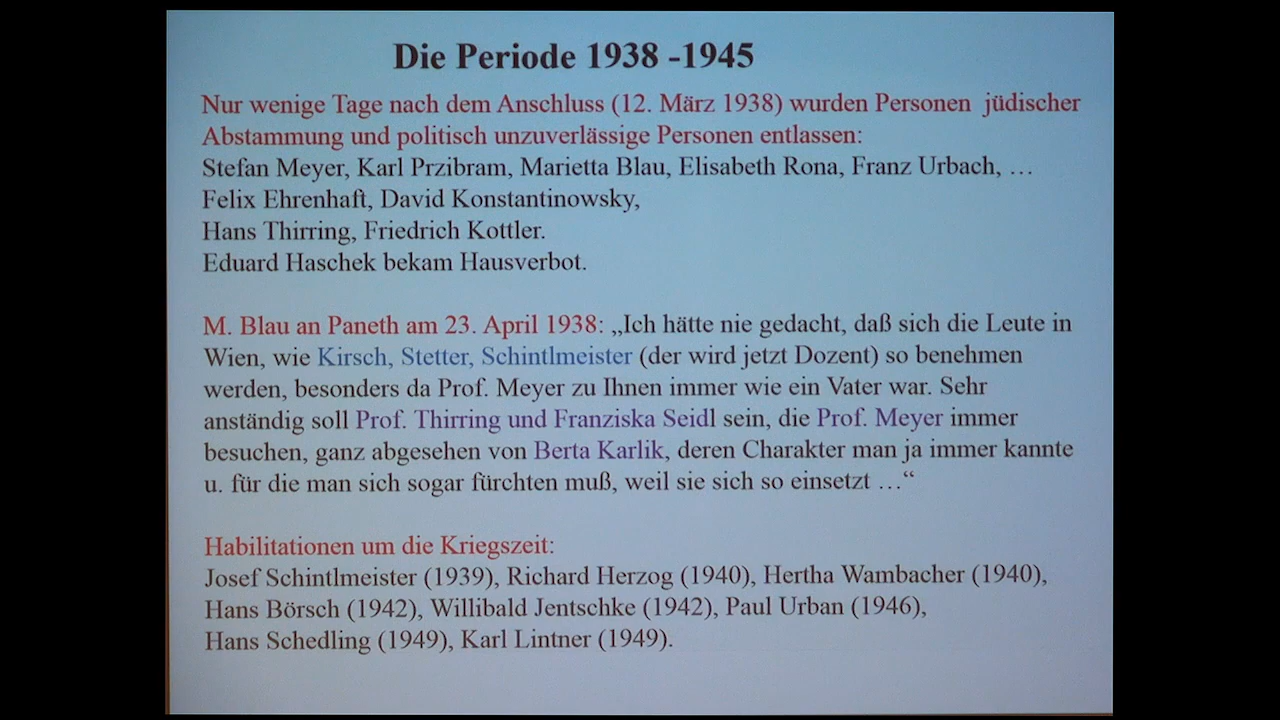 Die Periode 1938 -1945
Nur wenige Tage nach dem Anschluss (12. März 1938) wurden Personen jüdischer
Abstammung und politisch unzuverlässige Personen entlassen:
Stefan Meyer, Karl Przibram, Marietta Blau, Elisabeth Rona, Franz Urbach, …
Felix Ehrenhaft, David Konstantinowsky,
Hans Thirring, Friedrich Kottler.
Eduard Haschek bekam Hausverbot.
M. Blau an Paneth am 23. April 1938: „Ich hätte nie gedacht, daß sich die Leute in
Wien, wie Kirsch, Stetter, Schintlmeister (der wird jetzt Dozent) so benehmen
werden, besonders da Prof. Meyer zu Ihnen immer wie ein Vater war. Sehr
anständig soll Prof. Thirring und Franziska Seidl sein, die Prof. Meyer immer
besuchen, ganz abgesehen von Berta Karlik, deren Charakter man ja immer kannte
u. für die man sich sogar fürchten muß, weil sie sich so einsetzt …“
Habilitationen um die Kriegszeit:
Josef Schintlmeister (1939), Richard Herzog (1940), Hertha Wambacher (1940),
Hans Börsch (1942), Willibald Jentschke (1942), Paul Urban (1946),
Hans Schedling (1949), Karl Lintner (1949).